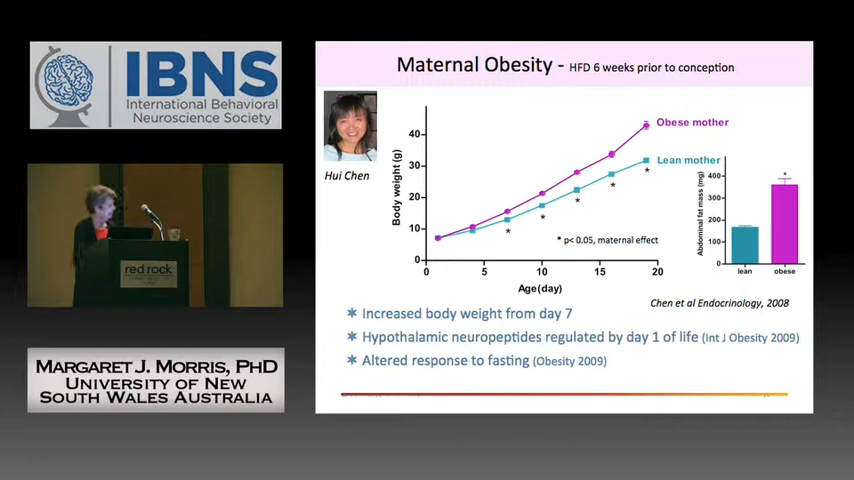 IBNS
International Behavioral
Neuroscience Society
red rock
MARGARET J. MORRIS, PHD
UNIVERSITY OF NEW
SOUTH WALES AUSTRALIA
Maternal Obesity - HFD 6 weeks prior to conception
Hui Chen
Body weight (g)
40
30
20
10
0
0 5 10 15 20
Age(day)
Obese mother
Lean mother
* * * * * *
* p< 0.05, maternal effect
Abdominal fat mass (mg)
400
300
200
100
0
*
lean obese
Chen et al Endocrinology, 2008
Increased body weight from day 7
Hypothalamic neuropeptides regulated by day 1 of life (Int J Obesity 2009)
Altered response to fasting (Obesity 2009)